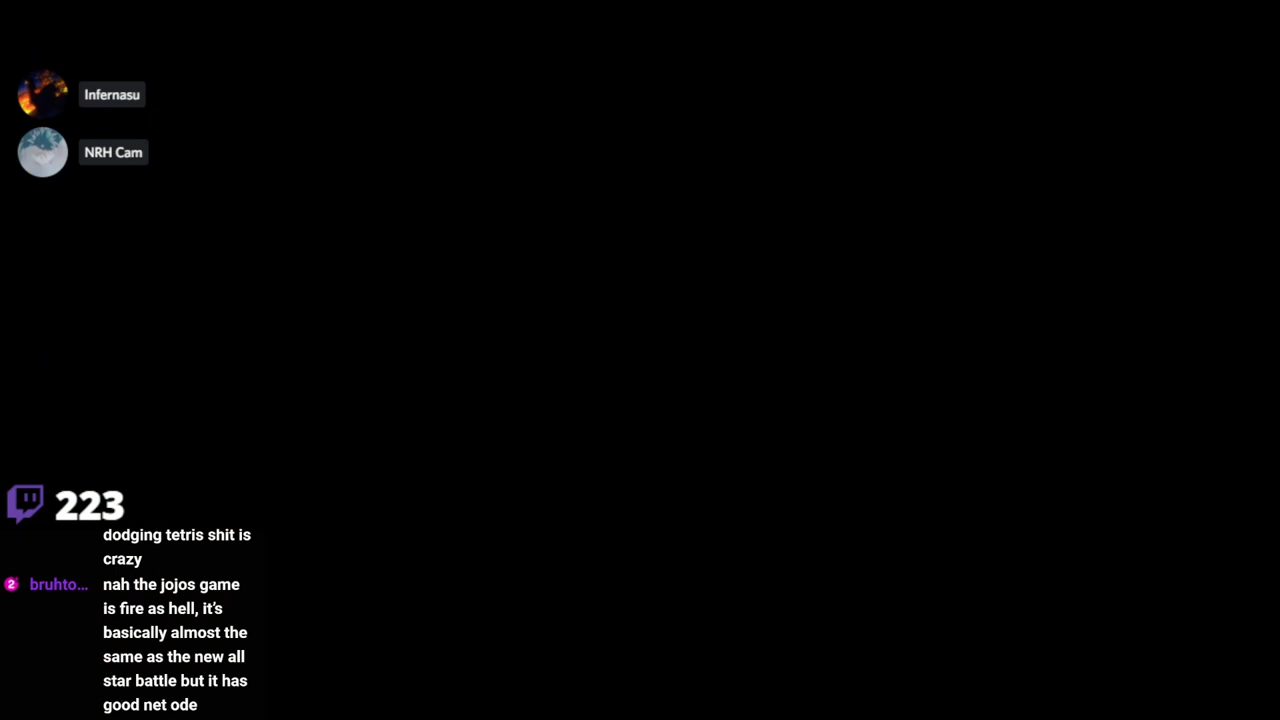 Infernasu
NRH Cam
223
dodging tetris shit is
crazy
2 bruhto... nah the jojos game
is fire as hell, it's
basically almost the
same as the new all
star battle but it has
good net ode